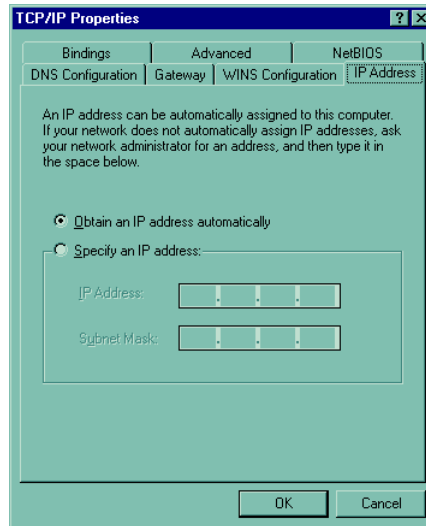 TCP/IP Properties
Bindings Advanced NetBIOS
DNS Configuration Gateway WINS Configuration IP Address
An IP address can be automatically assigned to this computer.
If your network does not automatically assign IP addresses, ask
your network administrator for an address, and then type it in
the space below.
Obtain an IP address automatically
Specify an IP address:
IP Address:
. . .
Subnet Mask:
. . .
OK Cancel